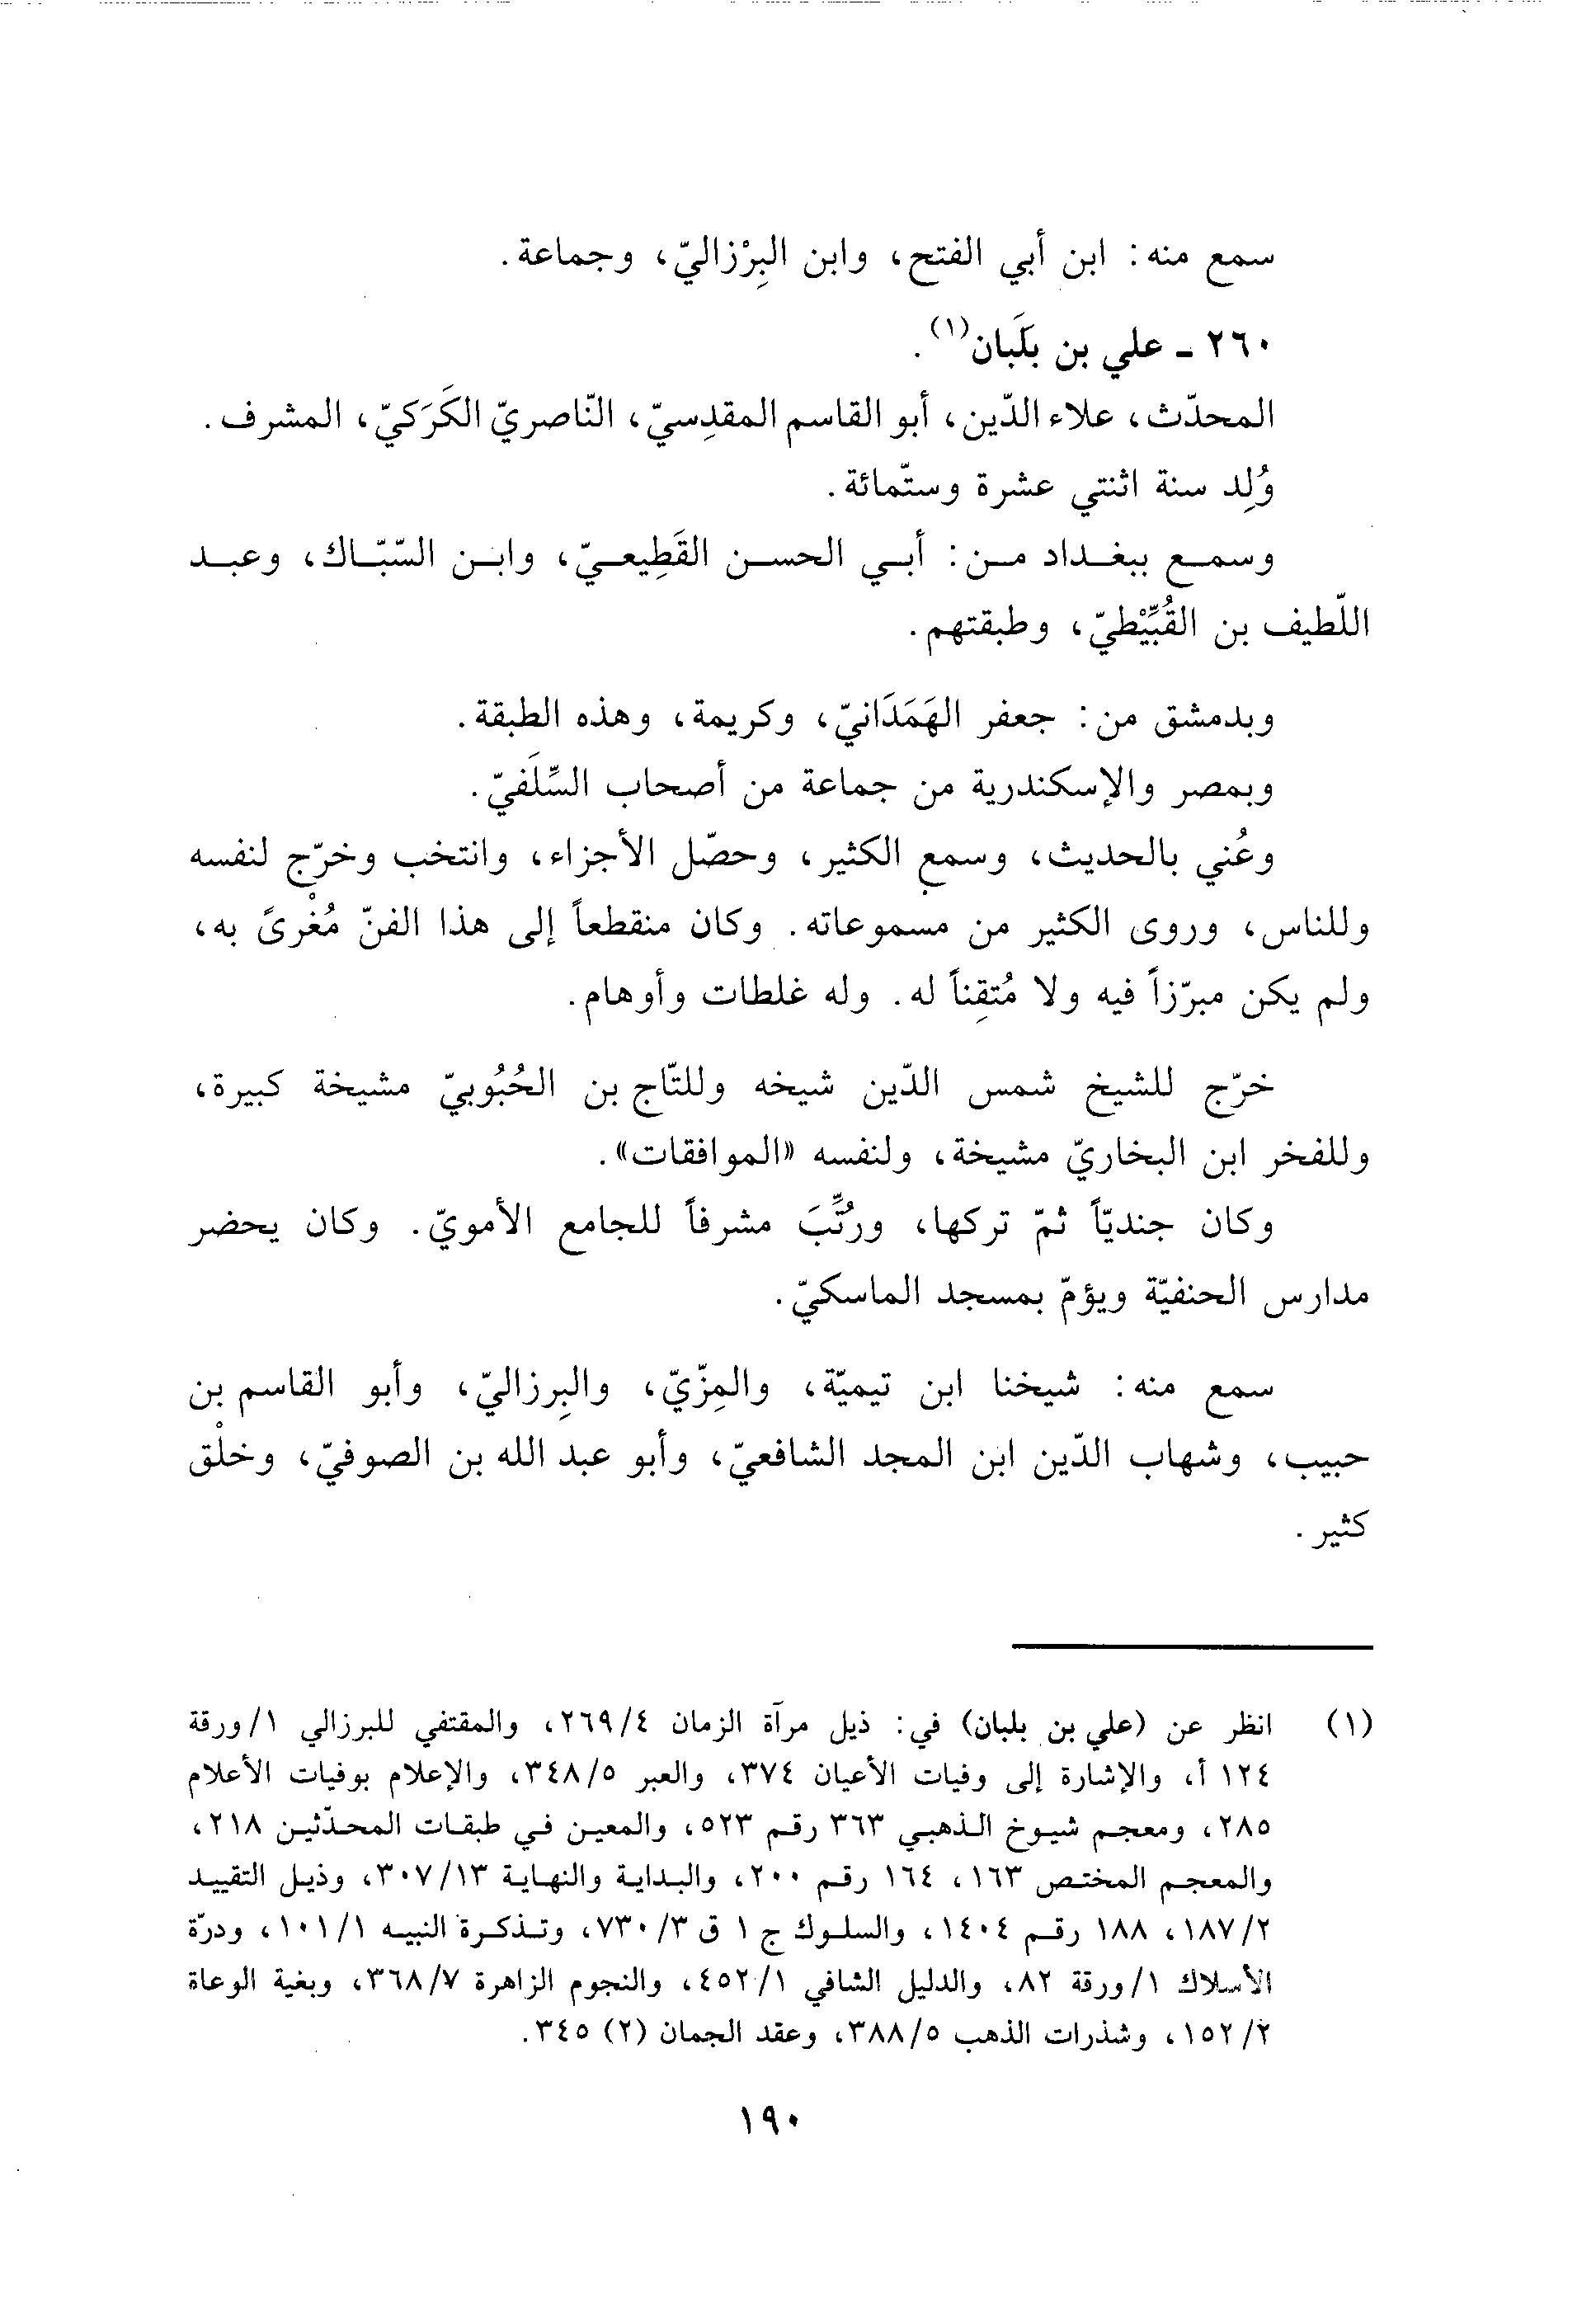 سمع منه: ابن أبي الفتح، وابن البِرْزاليّ، وجماعة.
٢٦٠ ـ علي بن بلَبان(١).
المحدّث، علاء الدّين، أبو القاسم المقدِسيّ، النّاصريّ الكَرَكيّ، المشرف.
وُلِد سنة اثنتي عشرة وستّمائة.
وسمع ببغداد من: أبي الحسن القَطِيعيّ، وابن السّبّاك، وعبد
اللّطيف بن القُبَّيْطيّ، وطبقتهم.
وبدمشق من: جعفر الهَمَدَانيّ، وكريمة، وهذه الطبقة.
وبمصر والإسكندرية من جماعة من أصحاب السِّلَفيّ.
وعُني بالحديث، وسمع الكثير، وحصّل الأجزاء، وانتخب وخرّج لنفسه
وللناس، وروى الكثير من مسموعاته. وكان منقطعاً إلى هذا الفنّ مُغْرىً به،
ولم يكن مبرّزاً فيه ولا مُتقِناً له. وله غلطات وأوهام.
خرّج للشيخ شمس الدّين شيخه وللتّاج بن الحُبُوبيّ مشيخة كبيرة،
وللفخر ابن البخاريّ مشيخة، ولنفسه «الموافقات».
وكان جنديّاً ثمّ تركها، ورُتِّبَ مشرفاً للجامع الأمويّ. وكان يحضر
مدارس الحنفيّة ويؤمّ بمسجد الماسكيّ.
سمع منه: شيخنا ابن تيميّة، والمِزّيّ، والبِرزاليّ، وأبو القاسم بن
حبيب، وشهاب الدّين ابن المجد الشافعيّ، وأبو عبد الله بن الصوفيّ، وخلْق
كثير.
(١) انظر عن (علي بن بلبان) في: ذيل مرآة الزمان ٤/٢٦٩، والمقتفي للبرزالي ١/ورقة
١٢٤ أ، والإشارة إلى وفيات الأعيان ٣٧٤، والعبر ٥/٣٤٨، والإعلام بوفيات الأعلام
٢٨٥، ومعجم شيوخ الذهبي ٣٦٣ رقم ٥٢٣، والمعين في طبقات المحدّثين ٢١٨،
والمعجم المختص ١٦٣، ١٦٤ رقم ٢٠٠، والبداية والنهاية ١٣/٣٠٧، وذيل التقييد
٢/١٨٧، ١٨٨ رقم ١٤٠٤، والسلوك ج ١ ق ٣/٧٣٠، وتذكرة النبيه ١/١٠١، ودرّة
الأسلاك ١/ورقة ٨٢، والدليل الشافي ١/٤٥٢، والنجوم الزاهرة ٧/٣٦٨، وبغية الوعاة
٢/١٥٢، وشذرات الذهب ٥/٣٨٨، وعقد الجمان (٢) ٣٤٥.
١٩٠